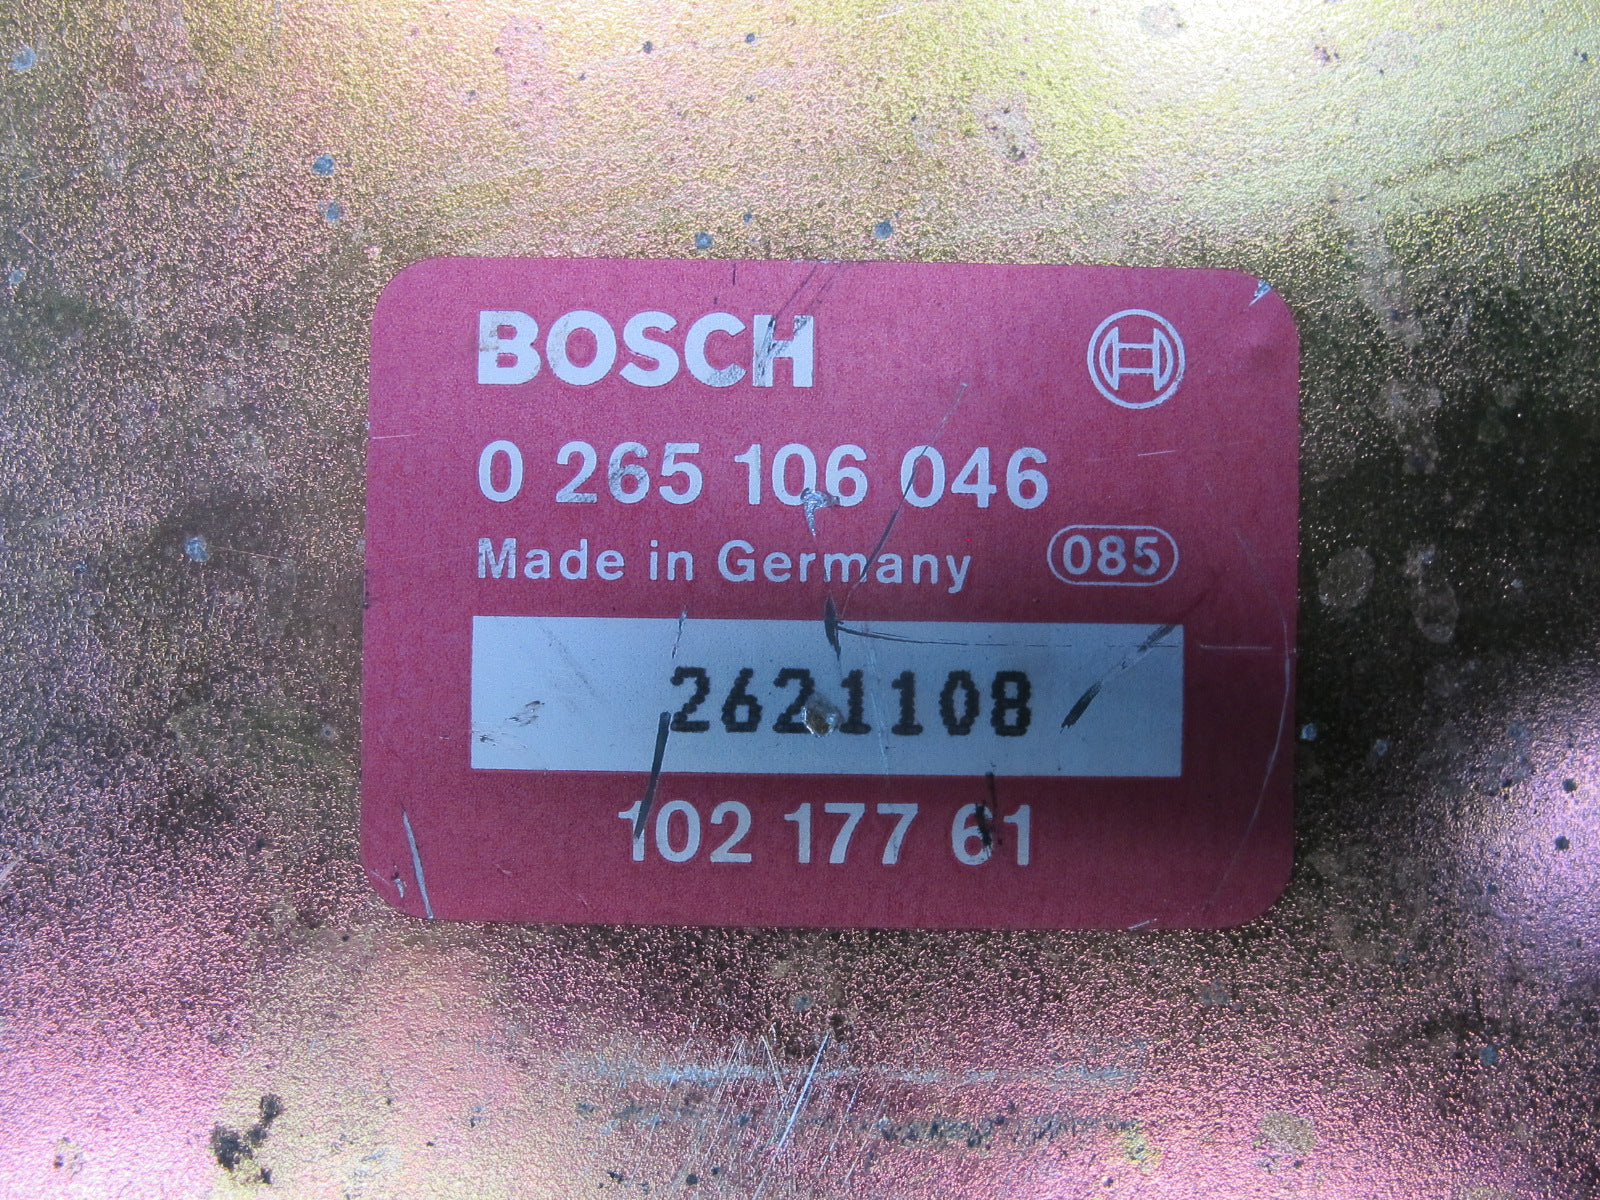 BOSCH
0 265 106 046
Made in Germany 085
2621108
102 177 61